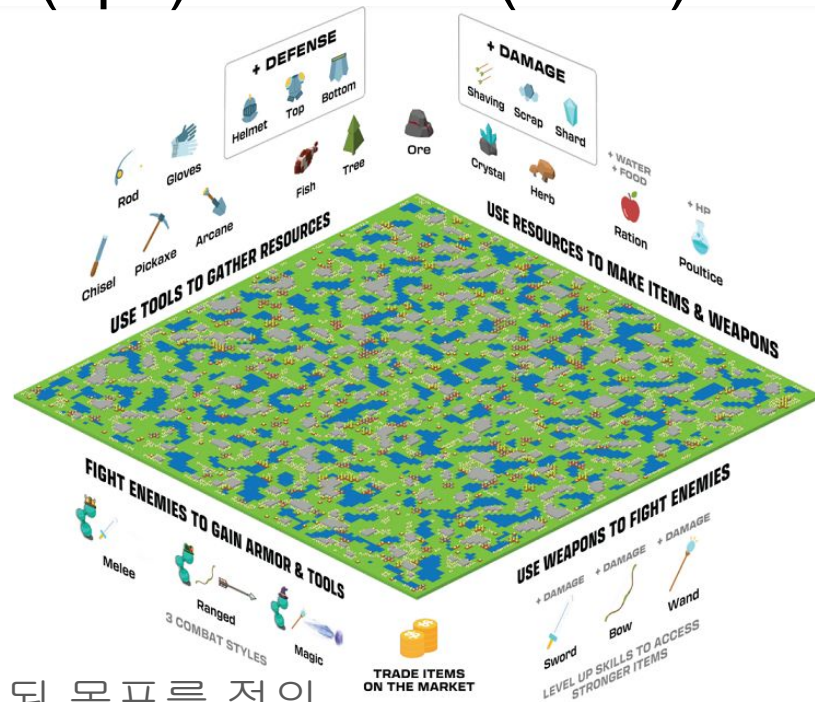 + DEFENSE
Helmet
Top
Bottom
+ DAMAGE
Shaving
Scrap
Shard
Rod
Gloves
Fish
Tree
Ore
Crystal
Herb
+ WATER
+ FOOD
Ration
+ HP
Poultice
Chisel
Pickaxe
Arcane
USE TOOLS TO GATHER RESOURCES
USE RESOURCES TO MAKE ITEMS & WEAPONS
FIGHT ENEMIES TO GAIN ARMOR & TOOLS
Melee
Ranged
Magic
3 COMBAT STYLES
TRADE ITEMS
ON THE MARKET
USE WEAPONS TO FIGHT ENEMIES
+ DAMAGE
+ DAMAGE
+ DAMAGE
Sword
Bow
Wand
LEVEL UP SKILLS TO ACCESS
STRONGER ITEMS